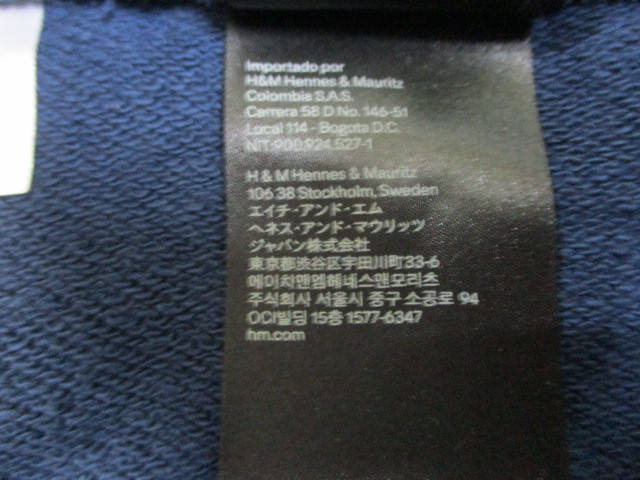 Importado por
H&M Hennes & Mauritz
Colombia S.A.S.
Carrera 58 D No. 146-51
Local 114 - Bogota D.C.
NIT:900.924.527-1
H & M Hennes & Mauritz
106 38 Stockholm, Sweden
エイチ・アンド・エム
ヘネス・アンド・マウリッツ
ジャパン株式会社
東京都渋谷区宇田川町33-6
에이치앤엠헤네스앤모리츠
주식회사 서울시 중구 소공로 94
OCI빌딩 15층 1577-6347
hm.com